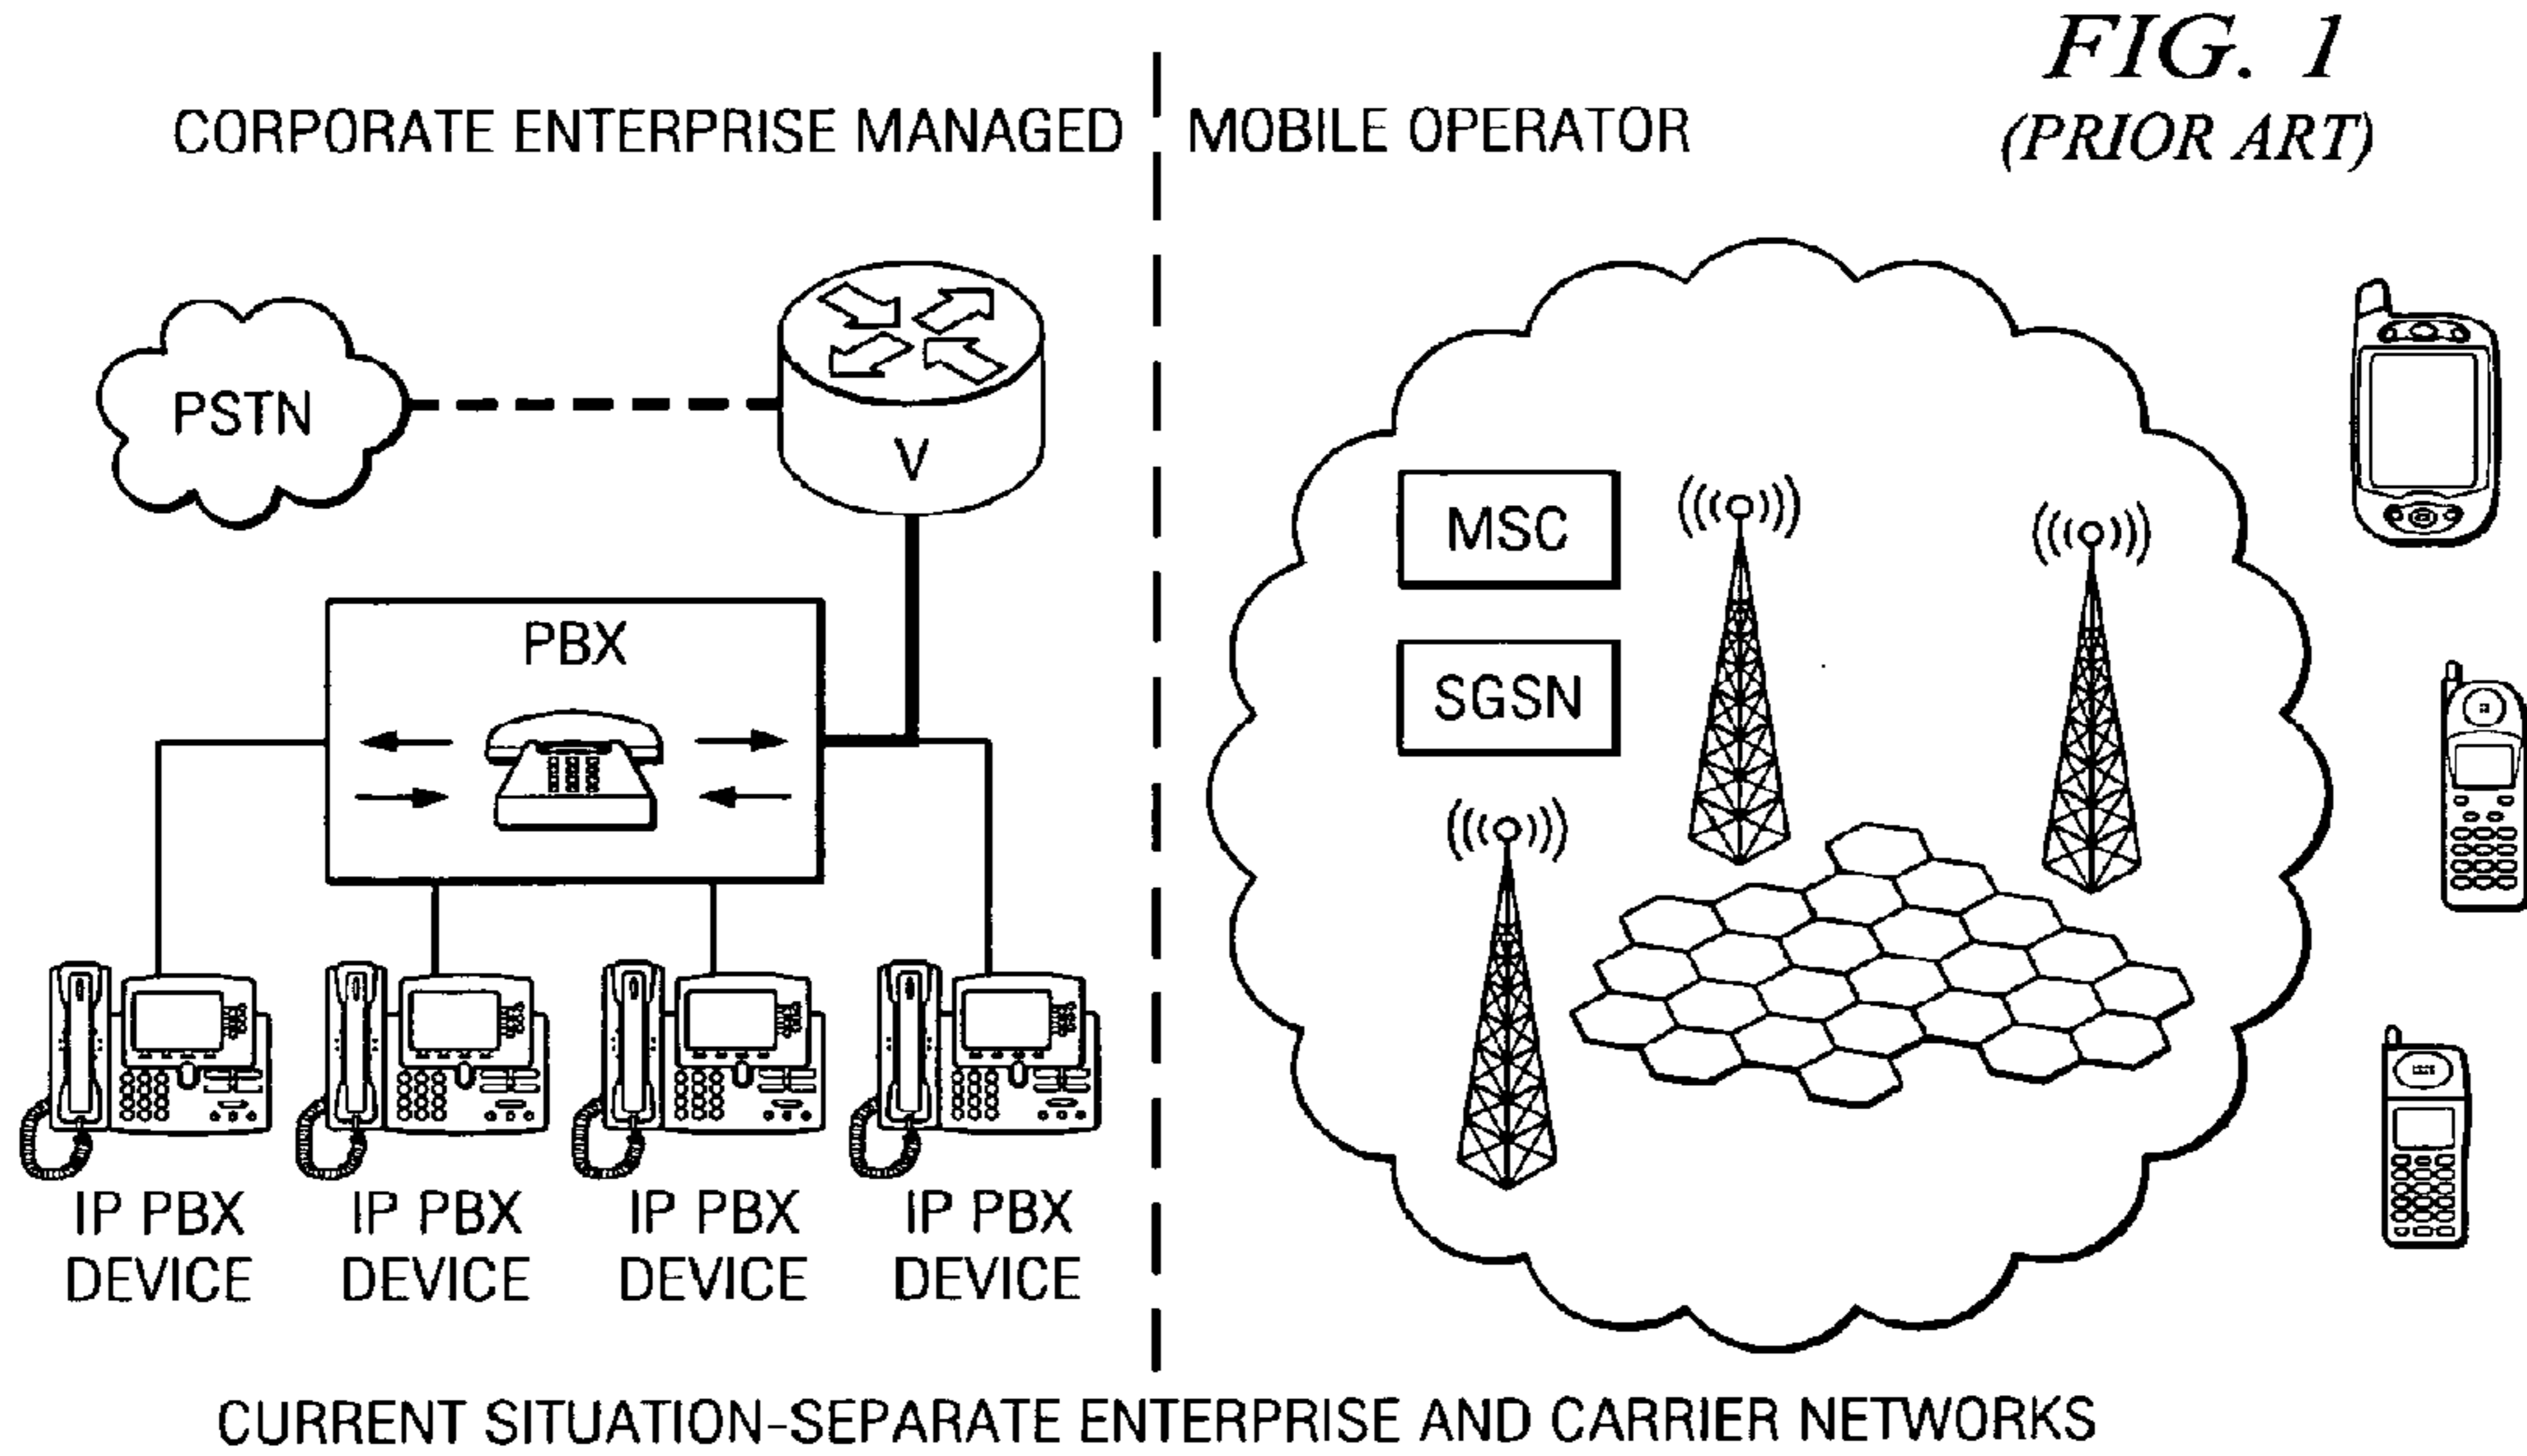 FIG. 1
(PRIOR ART)
CORPORATE ENTERPRISE MANAGED
MOBILE OPERATOR
PSTN
V
MSC
PBX
SGSN
IP PBX
DEVICE
IP PBX
DEVICE
IP PBX
DEVICE
IP PBX
DEVICE
CURRENT SITUATION-SEPARATE ENTERPRISE AND CARRIER NETWORKS